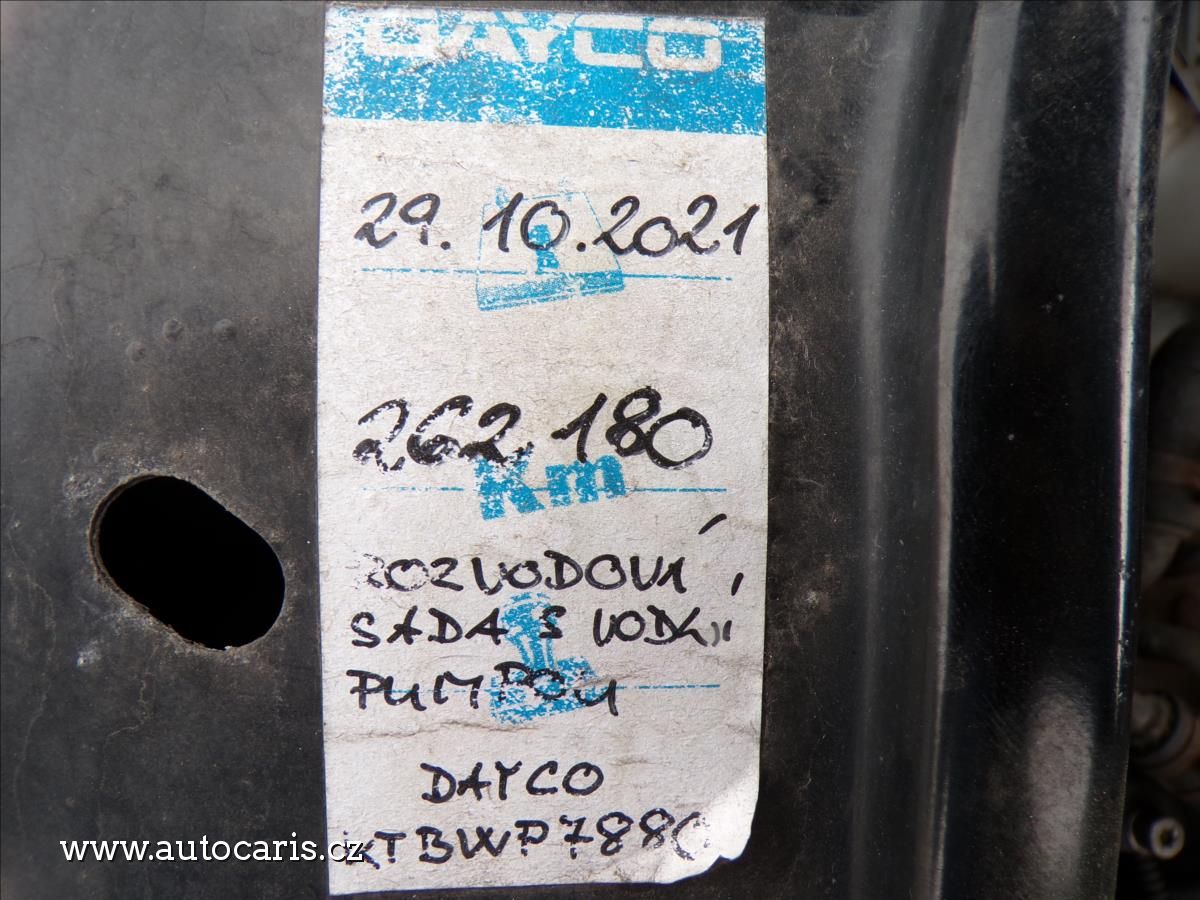 DAYCO
29.10.2021
262 180
Km
ROZVODOVÁ
SADA S VODNÍ
PUMPOU
DAYCO
KTBWP7880
www.autocaris.cz